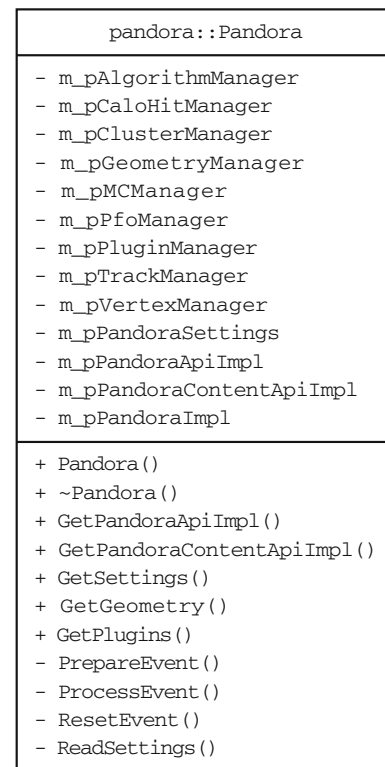 pandora::Pandora
- m_pAlgorithmManager
- m_pCaloHitManager
- m_pClusterManager
- m_pGeometryManager
- m_pMCManager
- m_pPfoManager
- m_pPluginManager
- m_pTrackManager
- m_pVertexManager
- m_pPandoraSettings
- m_pPandoraApiImpl
- m_pPandoraContentApiImpl
- m_pPandoraImpl
+ Pandora()
+ ~Pandora()
+ GetPandoraApiImpl()
+ GetPandoraContentApiImpl()
+ GetSettings()
+ GetGeometry()
+ GetPlugins()
- PrepareEvent()
- ProcessEvent()
- ResetEvent()
- ReadSettings()